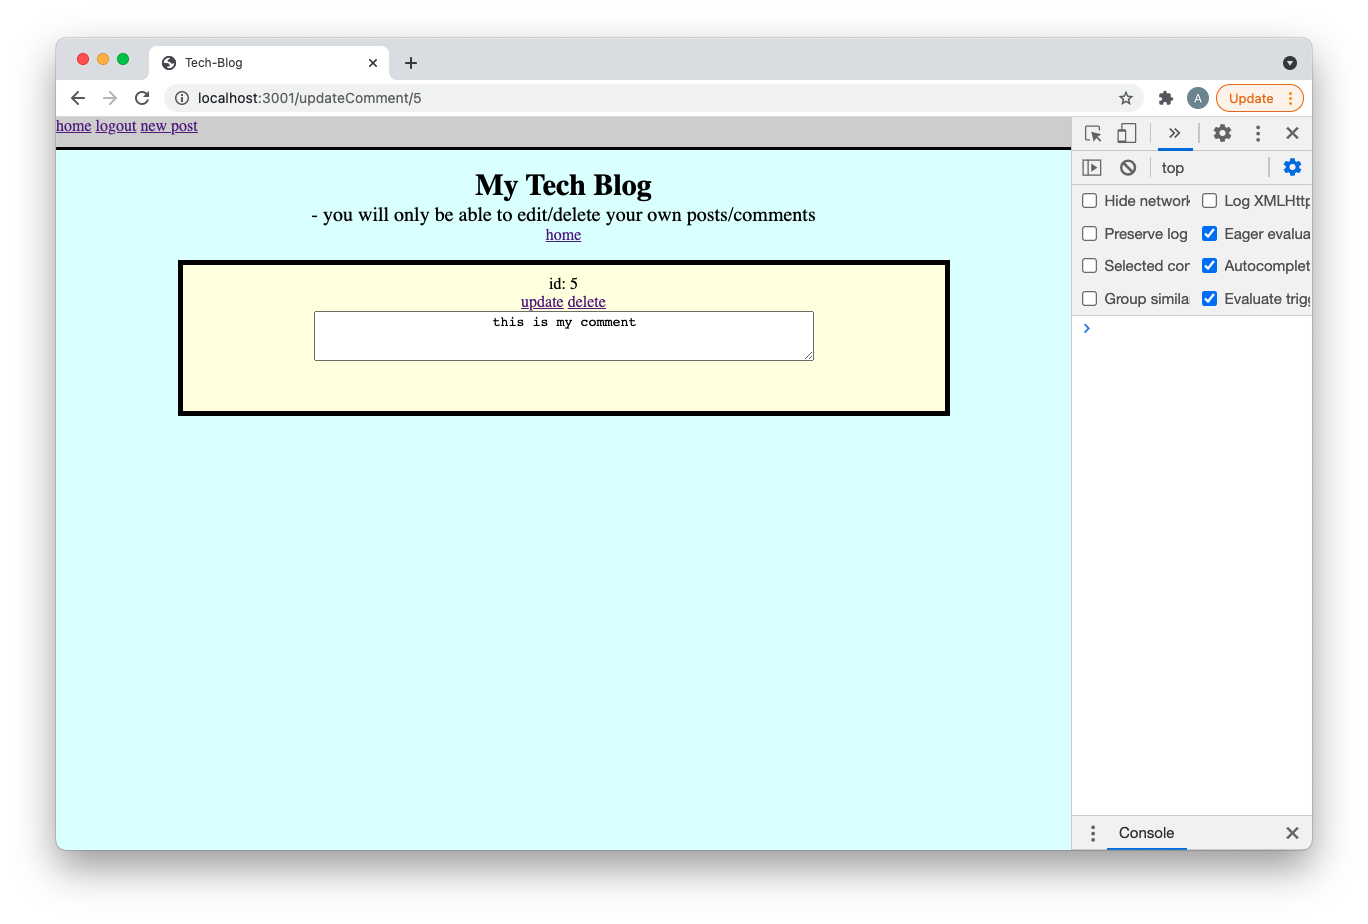 Tech-Blog
localhost:3001/updateComment/5
A
Update
home logout new post
My Tech Blog
- you will only be able to edit/delete your own posts/comments
home
id: 5
update delete
this is my comment
top
Hide network
Log XMLHttp
Preserve log
Eager evalua
Selected con
Autocomplet
Group simila
Evaluate trig
Console